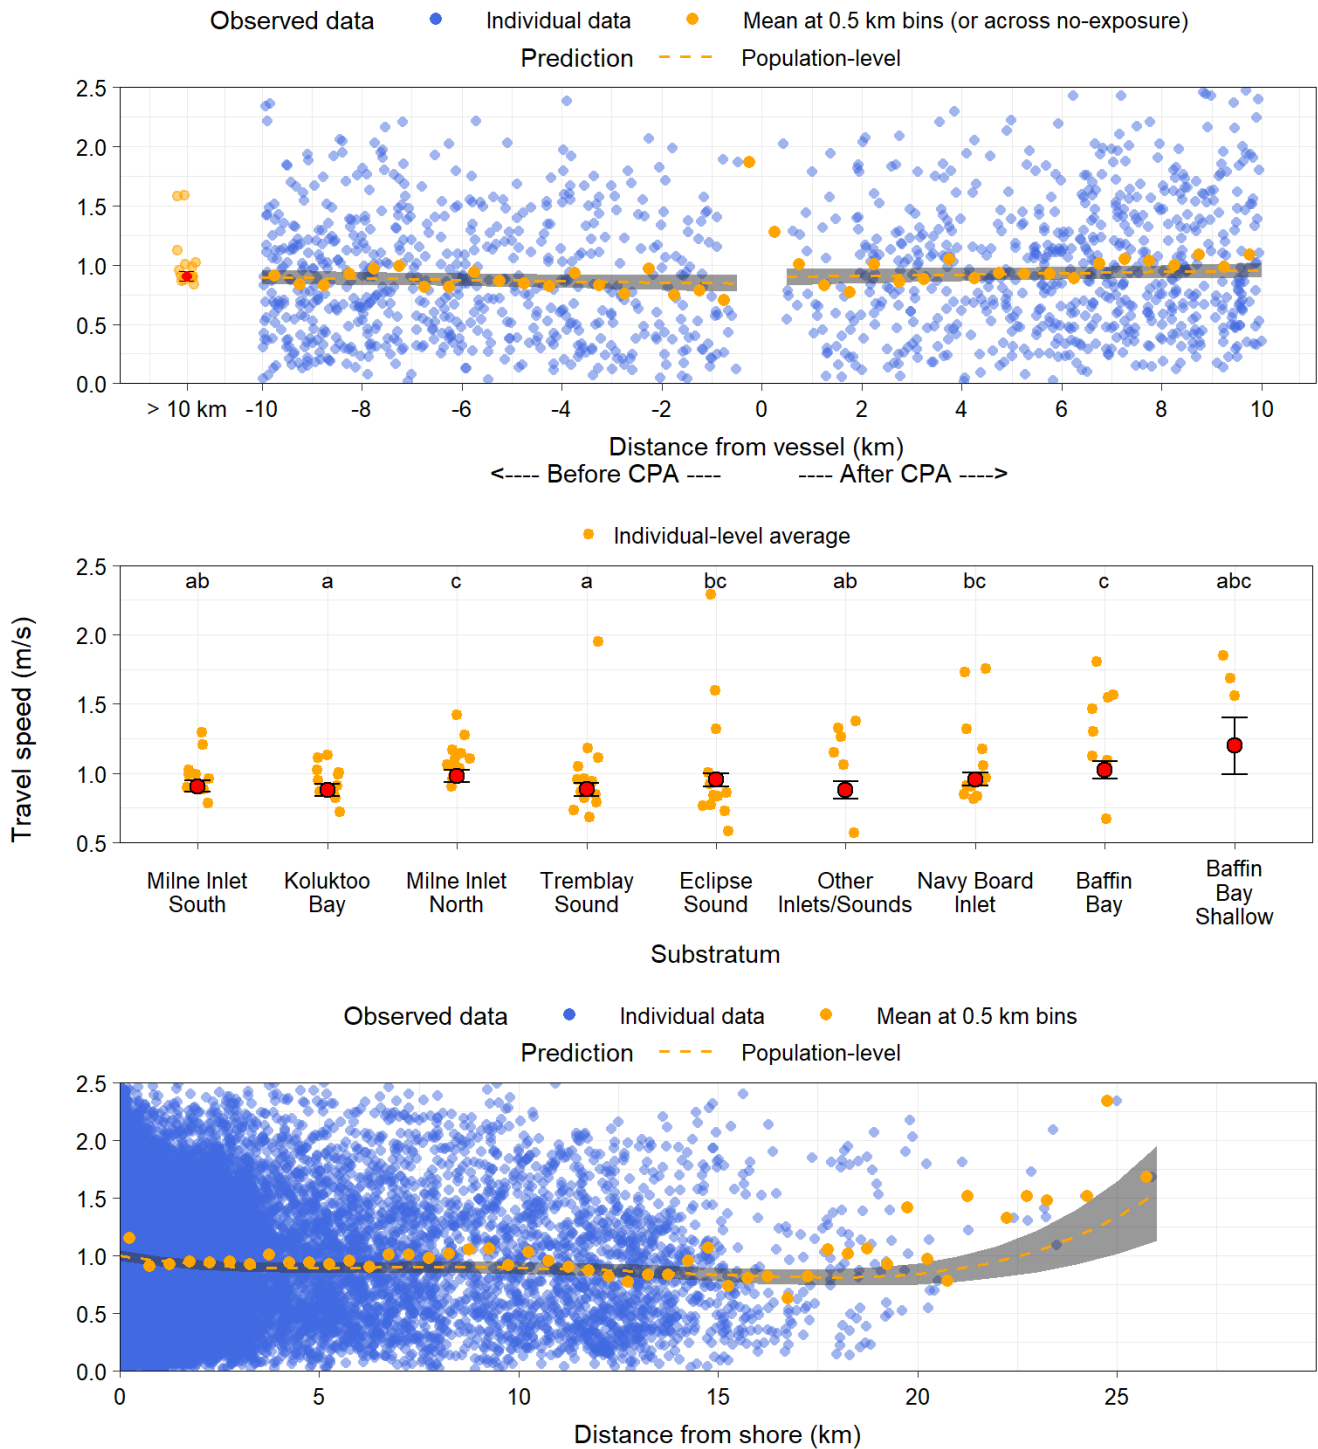 Observed data Individual data Mean at 0.5 km bins (or across no-exposure)
Prediction Population-level
2.5
2.0
1.5
1.0
0.5
0.0
> 10 km -10 -8 -6 -4 -2 0 2 4 6 8 10
Distance from vessel (km)
<---- Before CPA ---- ---- After CPA ---->
Individual-level average
Travel speed (m/s)
2.5
2.0
1.5
1.0
0.5
ab a c a bc ab bc c abc
Milne Inlet South
Koluktoo Bay
Milne Inlet North
Tremblay Sound
Eclipse Sound
Other Inlets/Sounds
Navy Board Inlet
Baffin Bay
Baffin Bay Shallow
Substratum
Observed data Individual data Mean at 0.5 km bins
Prediction Population-level
2.5
2.0
1.5
1.0
0.5
0.0
0 5 10 15 20 25
Distance from shore (km)